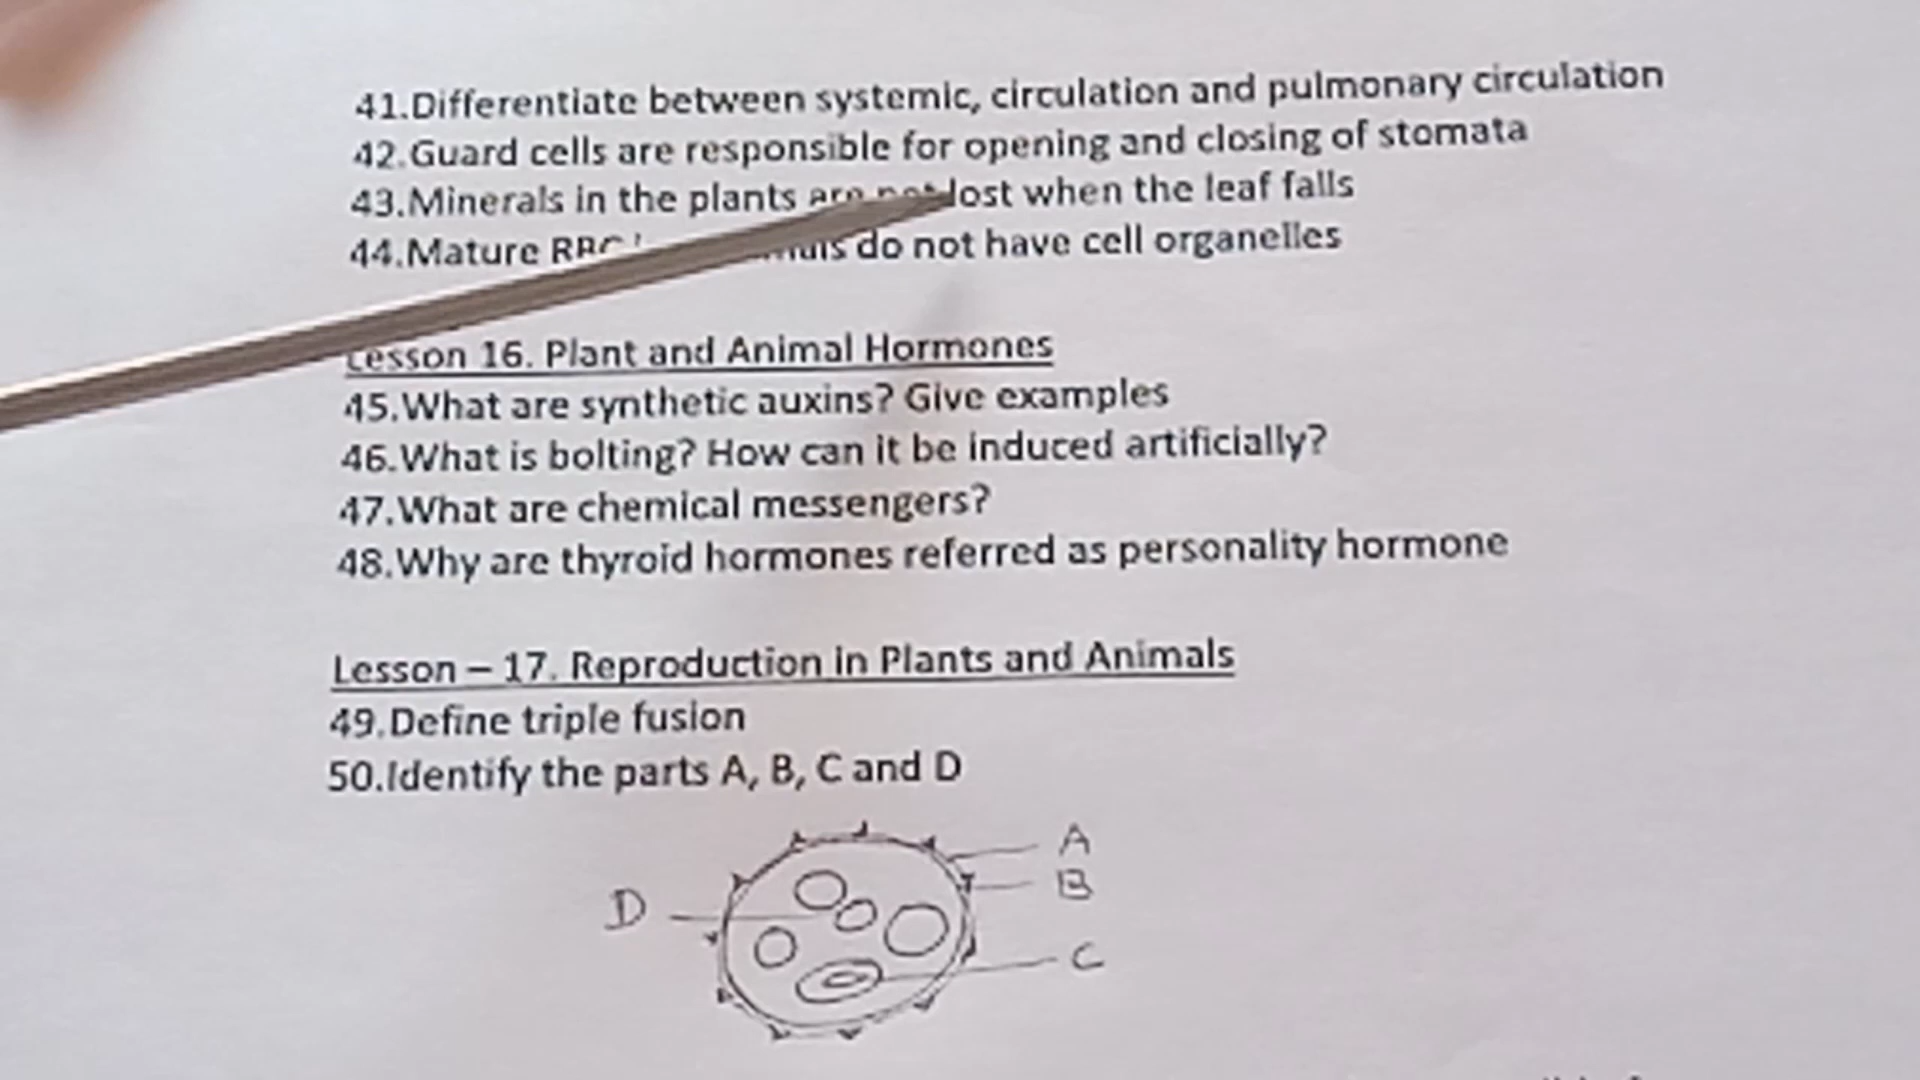 41.Differentiate between systemic, circulation and pulmonary circulation
42.Guard cells are responsible for opening and closing of stomata
43.Minerals in the plants are not lost when the leaf falls
44.Mature RBC do not have cell organelles
Lesson 16. Plant and Animal Hormones
45.What are synthetic auxins? Give examples
46.What is bolting? How can it be induced artificially?
47.What are chemical messengers?
48.Why are thyroid hormones referred as personality hormone
Lesson – 17. Reproduction in Plants and Animals
49.Define triple fusion
50.Identify the parts A, B, C and D
A
B
D
C